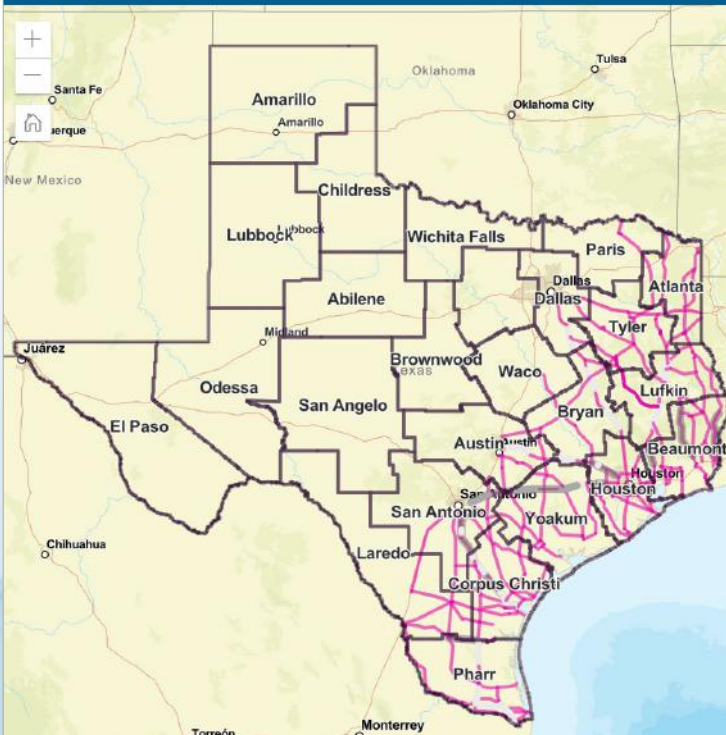 +
Tulsa
Oklahoma
−
Santa Fe
Amarillo
Oklahoma City
Amarillo
uerque
New Mexico
Childress
Lubbock
Lubbock
Wichita Falls
Paris
Dallas
Atlanta
Abilene
Dallas
Tyler
Midland
Juárez
Brownwood
exas
Waco
Odessa
Lufkin
San Angelo
Bryan
El Paso
Austin
Austin
Beaumont
Houston
Houston
San Antonio
San Antonio
Yoakum
Chihuahua
Laredo
Corpus Christi
Pharr
Monterrey
Torreón